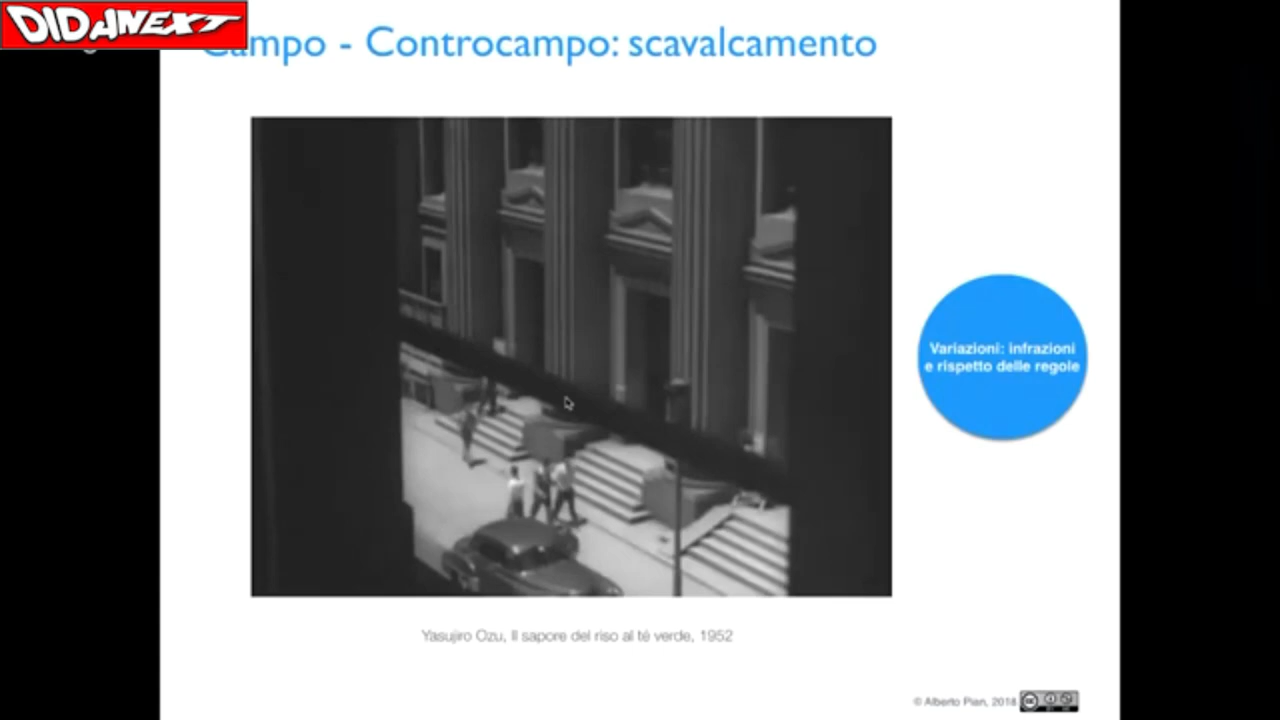 DIDANEXT
Campo - Controcampo: scavalcamento
Variazioni: infrazioni
e rispetto delle regole
Yasujiro Ozu, Il sapore del riso al té verde, 1952
© Alberto Pian, 2018